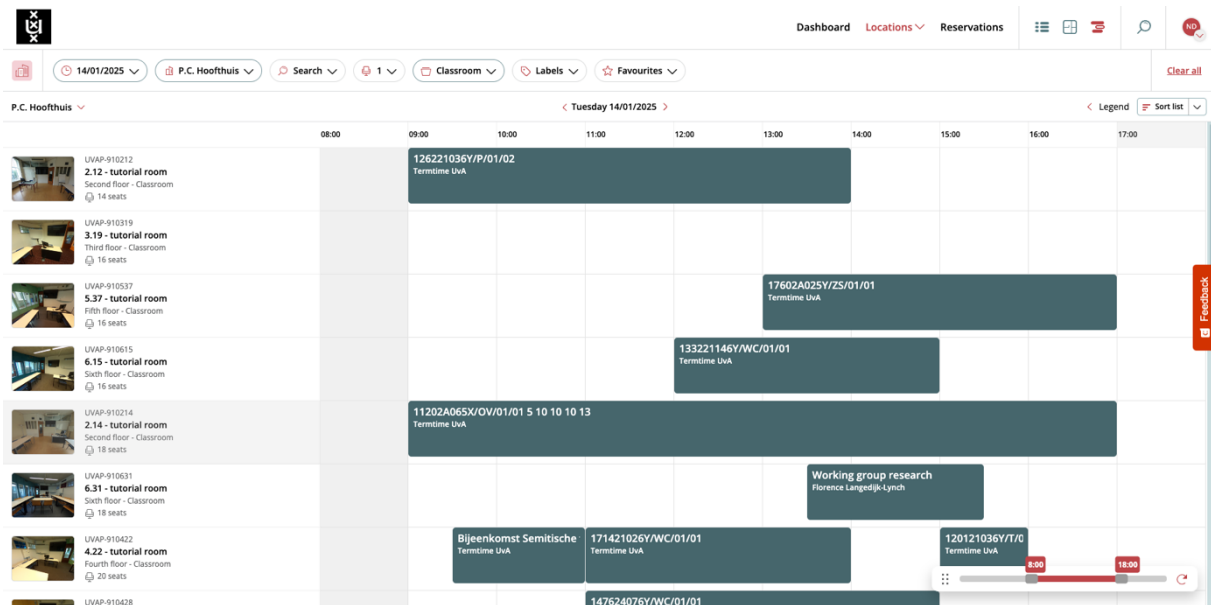 Dashboard Locations Reservations ND
14/01/2025 P.C. Hoofthuis Search 1 Classroom Labels Favourites Clear all
P.C. Hoofthuis Tuesday 14/01/2025 Legend Sort list
08:00 09:00 10:00 11:00 12:00 13:00 14:00 15:00 16:00 17:00
UVAP-910212
2.12 - tutorial room
Second floor - Classroom
14 seats
126221036Y/P/01/02
Termtime UvA
UVAP-910319
3.19 - tutorial room
Third floor - Classroom
16 seats
UVAP-910537
5.37 - tutorial room
Fifth floor - Classroom
16 seats
17602A025Y/ZS/01/01
Termtime UvA
Feedback
UVAP-910615
6.15 - tutorial room
Sixth floor - Classroom
16 seats
133221146Y/WC/01/01
Termtime UvA
UVAP-910214
2.14 - tutorial room
Second floor - Classroom
18 seats
11202A065X/OV/01/01 5 10 10 10 13
Termtime UvA
UVAP-910631
6.31 - tutorial room
Sixth floor - Classroom
18 seats
Working group research
Florence Langedijk-Lynch
UVAP-910422
4.22 - tutorial room
Fourth floor - Classroom
20 seats
Bijeenkomst Semitische
Termtime UvA
171421026Y/WC/01/01
Termtime UvA
120121036Y/T/0
Termtime UvA
8:00 18:00
UVAP-910428
147624076Y/WC/01/01